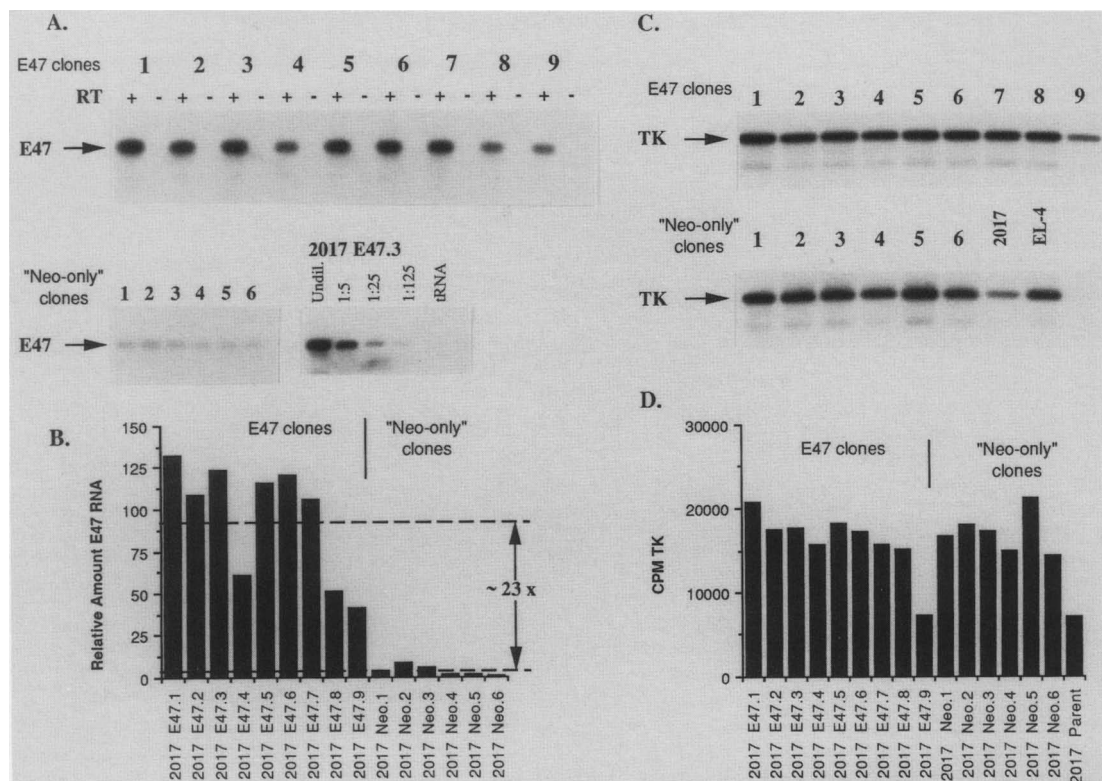 A.
E47 clones 1 2 3 4 5 6 7 8 9
RT + - + - + - + - + - + - + - + - + -
E47
"Neo-only"
clones
1 2 3 4 5 6
2017 E47.3
Undil. 1:5 1:25 1:125 tRNA
E47
B.
E47 clones
"Neo-only"
clones
Relative Amount E47 RNA
150
125
100
75
50
25
0
~ 23 x
2017 E47.1
2017 E47.2
2017 E47.3
2017 E47.4
2017 E47.5
2017 E47.6
2017 E47.7
2017 E47.8
2017 E47.9
2017 Neo.1
2017 Neo.2
2017 Neo.3
2017 Neo.4
2017 Neo.5
2017 Neo.6
C.
E47 clones
1 2 3 4 5 6 7 8 9
TK
"Neo-only"
clones
1 2 3 4 5 6 2017 EL-4
TK
D.
E47 clones
"Neo-only"
clones
CPM TK
30000
20000
10000
0
2017 E47.1
2017 E47.2
2017 E47.3
2017 E47.4
2017 E47.5
2017 E47.6
2017 E47.7
2017 E47.8
2017 E47.9
2017 Neo.1
2017 Neo.2
2017 Neo.3
2017 Neo.4
2017 Neo.5
2017 Neo.6
2017 Parent